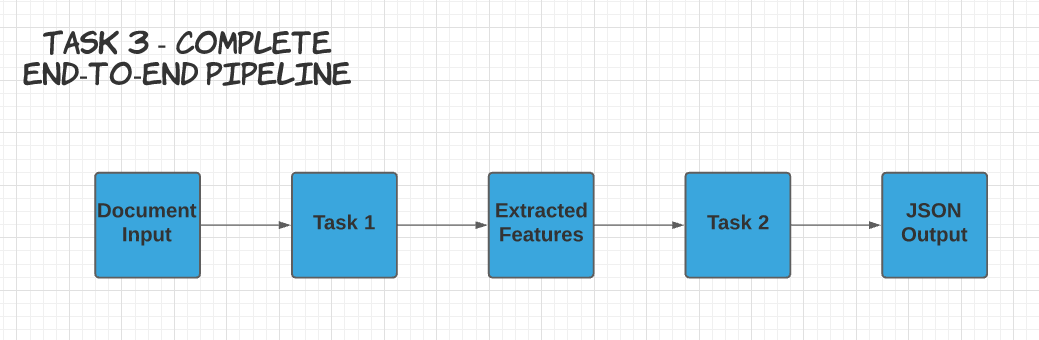 TASK 3 - COMPLETE
END-TO-END PIPELINE
Document
Input
Task 1
Extracted
Features
Task 2
JSON
Output